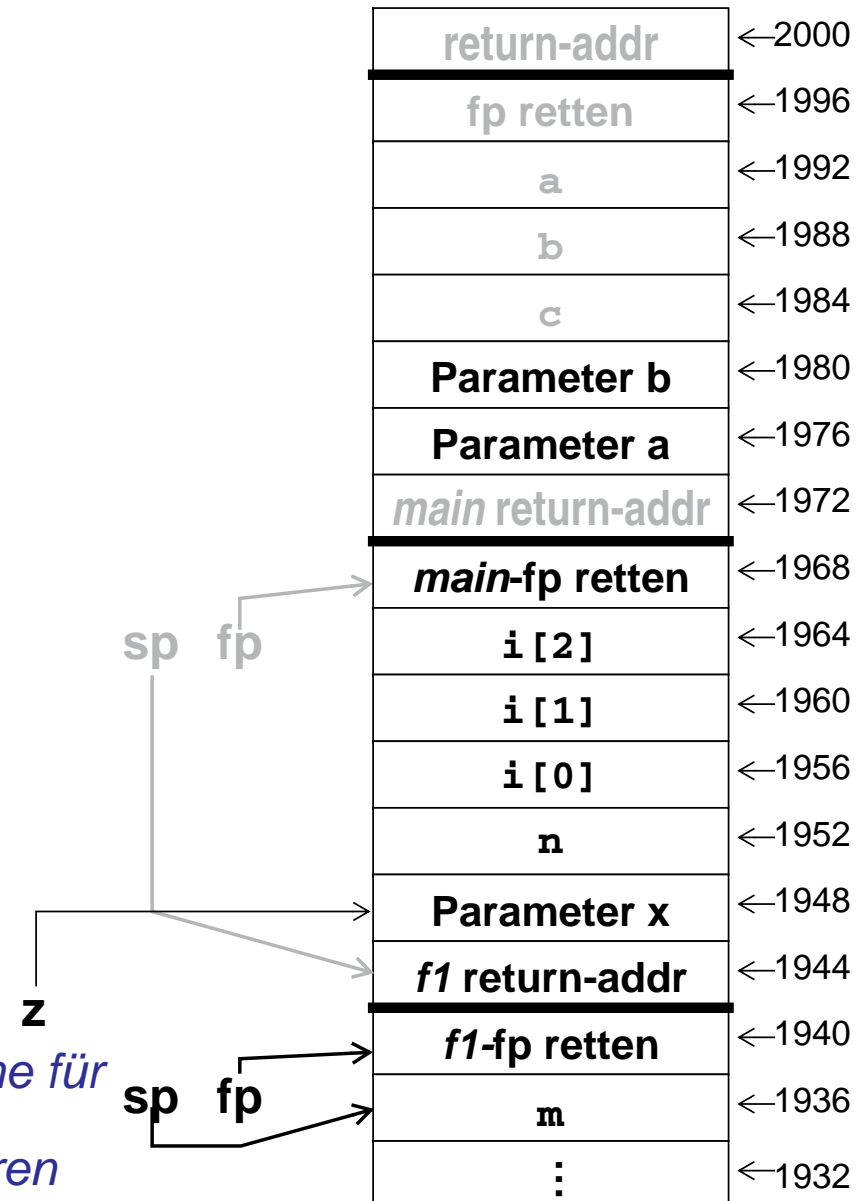 return-addr ←2000
fp retten ←1996
a ←1992
b ←1988
c ←1984
Parameter b ←1980
Parameter a ←1976
main return-addr ←1972
main-fp retten ←1968
sp fp
i[2] ←1964
i[1] ←1960
i[0] ←1956
n ←1952
Parameter x ←1948
f1 return-addr ←1944
z
f1-fp retten ←1940
für
sp fp
m ←1936
⋮ ←1932